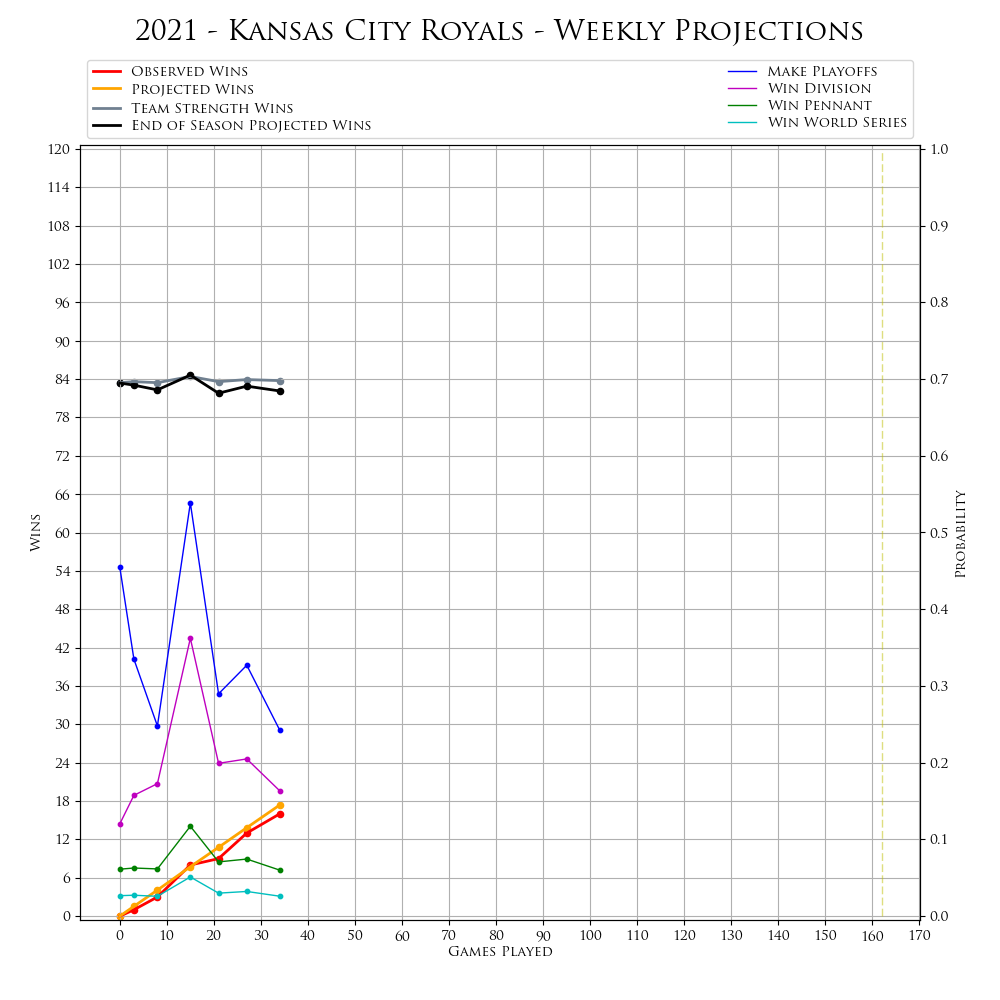 2021 - Kansas City Royals - Weekly Projections
Observed Wins
Projected Wins
Team Strength Wins
End of Season Projected Wins
Make Playoffs
Win Division
Win Pennant
Win World Series
120
114
108
102
96
90
84
78
72
66
60
54
48
42
36
30
24
18
12
6
0
Wins
1.0
0.9
0.8
0.7
0.6
0.5
0.4
0.3
0.2
0.1
0.0
Probability
0 10 20 30 40 50 60 70 80 90 100 110 120 130 140 150 160 170
Games Played